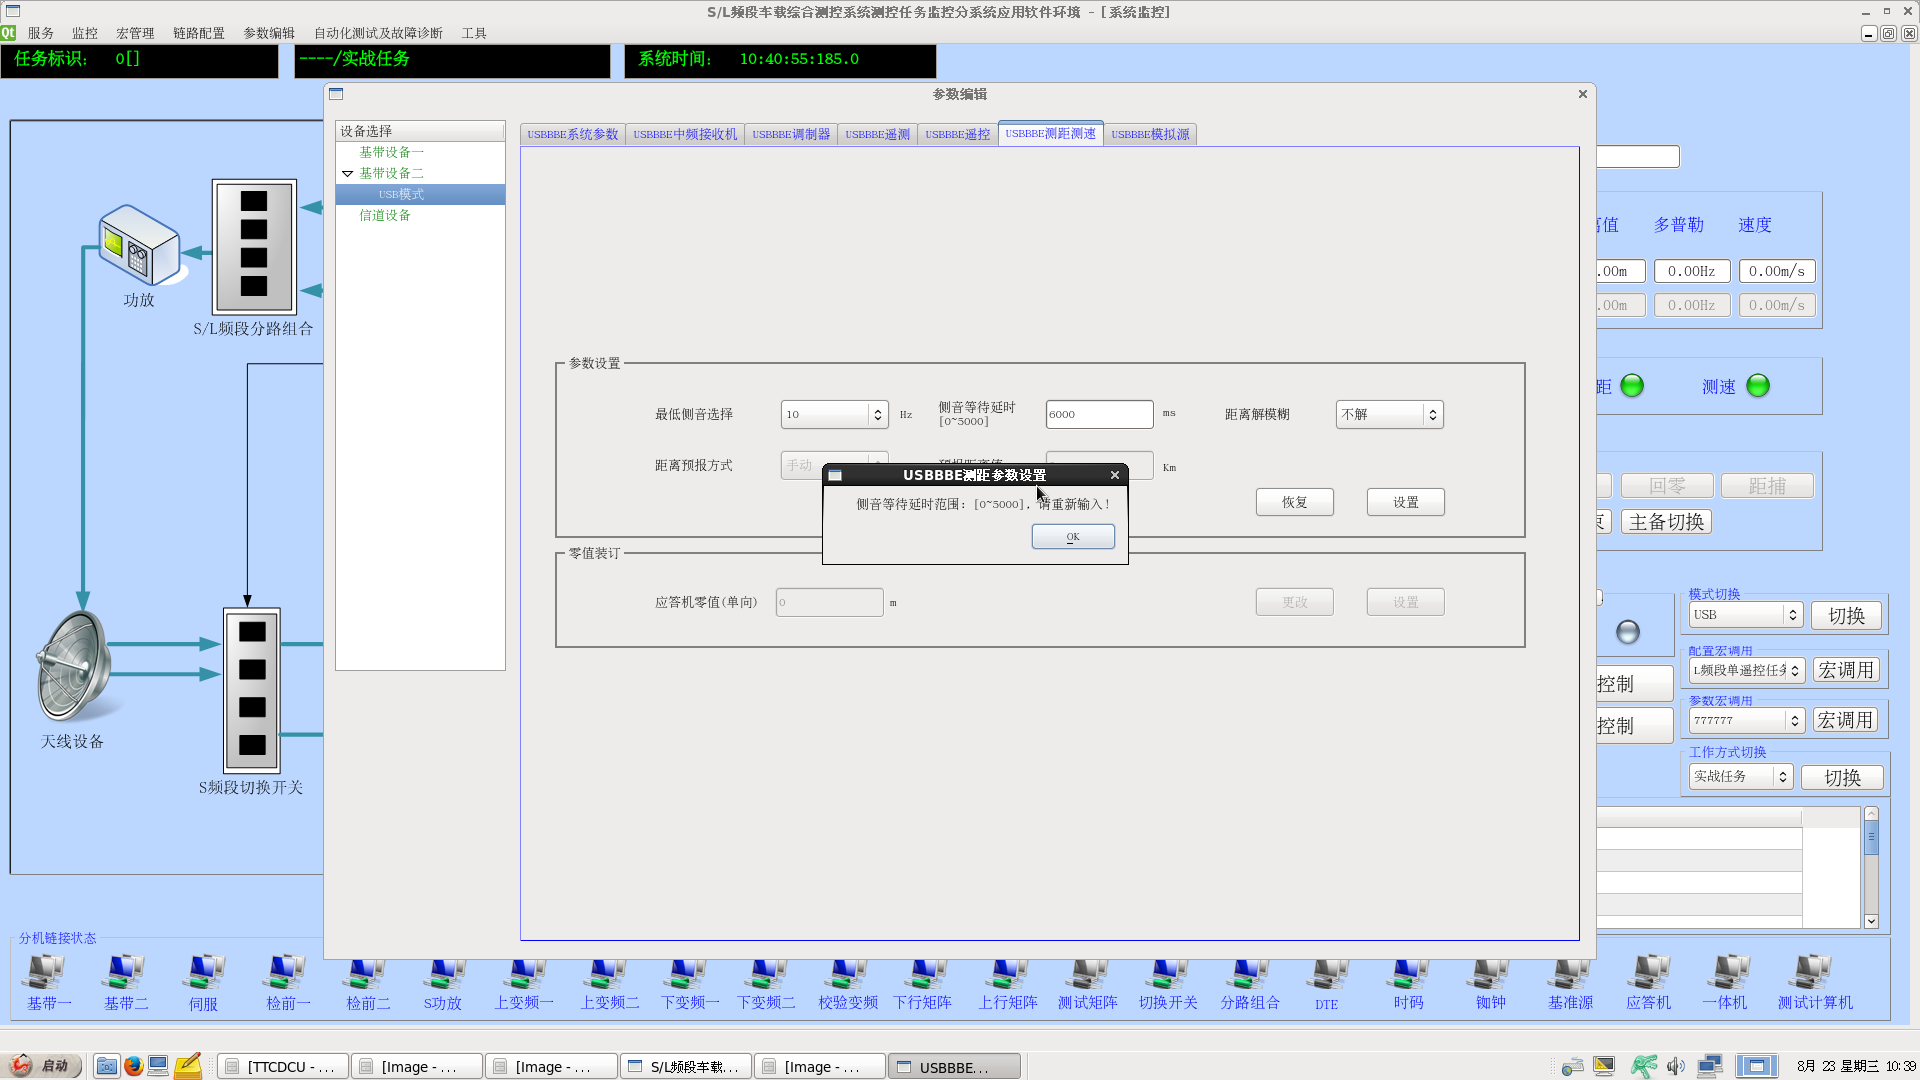 S/L频段车载综合测控系统测控任务监控分系统应用软件环境 - [系统监控]
服务 监控 宏管理 链路配置 参数编辑 自动化测试及故障诊断 工具
任务标识: 0[] ----/实战任务 系统时间: 10:40:55:185.0
参数编辑
设备选择
基带设备一
基带设备二
USB模式
信道设备
USBBBE系统参数 USBBBE中频接收机 USBBBE调制器 USBBBE遥测 USBBBE遥控 USBBBE测距测速 USBBBE模拟源
参数设置
最低侧音选择 10 Hz 侧音等待延时 [0~5000] 6000 ms 距离解模糊 不解
距离预报方式 手动 Km
恢复 设置
USBBBE测距参数设置
侧音等待延时范围: [0~5000], 请重新输入!
OK
零值装订
应答机零值(单向) 0 m 更改 设置
功放
S/L频段分路组合
天线设备
S频段切换开关
值 多普勒 速度
.00m 0.00Hz 0.00m/s
.00m 0.00Hz 0.00m/s
距 测速
回零 距捕
主备切换
控制
控制
模式切换
USB 切换
配置宏调用
L频段单遥控任务 宏调用
参数宏调用
777777 宏调用
工作方式切换
实战任务 切换
分机链接状态
基带一 基带二 伺服 检前一 检前二 S功放 上变频一 上变频二 下变频一 下变频二 校验变频 下行矩阵 上行矩阵 测试矩阵 切换开关 分路组合 DTE 时码 铷钟 基准源 应答机 一体机 测试计算机
启动 [TTCDCU - ... [Image - ... [Image - ... S/L频段车载... [Image - ... USBBBE... 8月 23 星期三 10:39